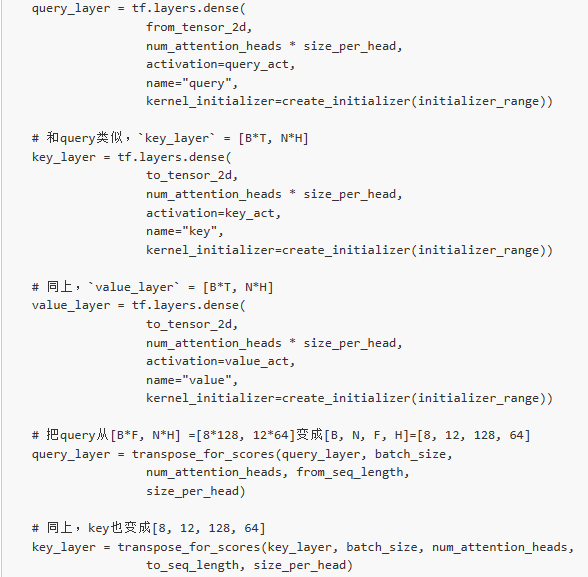 query_layer = tf.layers.dense(
from_tensor_2d,
num_attention_heads * size_per_head,
activation=query_act,
name="query",
kernel_initializer=create_initializer(initializer_range))
# 和query类似，`key_layer` = [B*T, N*H]
key_layer = tf.layers.dense(
to_tensor_2d,
num_attention_heads * size_per_head,
activation=key_act,
name="key",
kernel_initializer=create_initializer(initializer_range))
# 同上，`value_layer` = [B*T, N*H]
value_layer = tf.layers.dense(
to_tensor_2d,
num_attention_heads * size_per_head,
activation=value_act,
name="value",
kernel_initializer=create_initializer(initializer_range))
# 把query从[B*F, N*H] =[8*128, 12*64]变成[B, N, F, H]=[8, 12, 128, 64]
query_layer = transpose_for_scores(query_layer, batch_size,
num_attention_heads, from_seq_length,
size_per_head)
# 同上，key也变成[8, 12, 128, 64]
key_layer = transpose_for_scores(key_layer, batch_size, num_attention_heads,
to_seq_length, size_per_head)